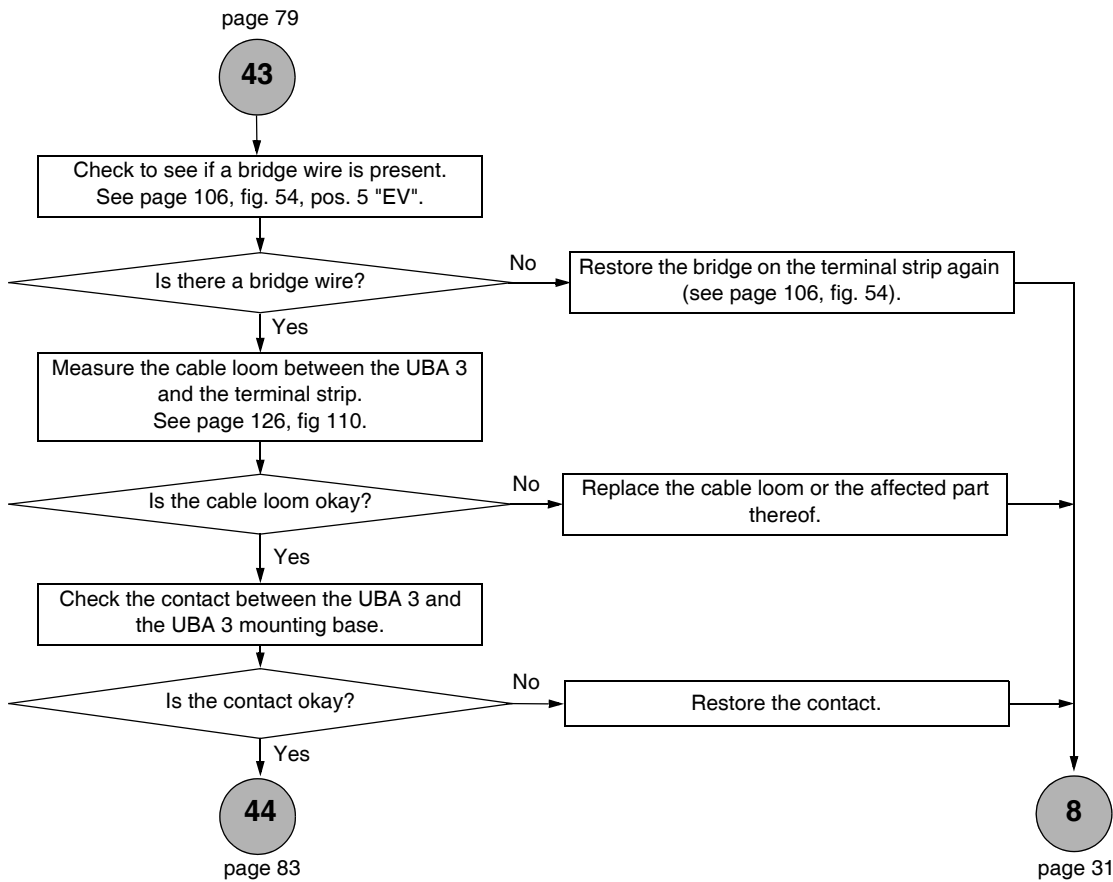 page 79
43
Check to see if a bridge wire is present.
See page 106, fig. 54, pos. 5 "EV".
Is there a bridge wire?
No
Restore the bridge on the terminal strip again
(see page 106, fig. 54).
Yes
Measure the cable loom between the UBA 3
and the terminal strip.
See page 126, fig 110.
Is the cable loom okay?
No
Replace the cable loom or the affected part
thereof.
Yes
Check the contact between the UBA 3 and
the UBA 3 mounting base.
Is the contact okay?
No
Restore the contact.
Yes
44
page 83
8
page 31